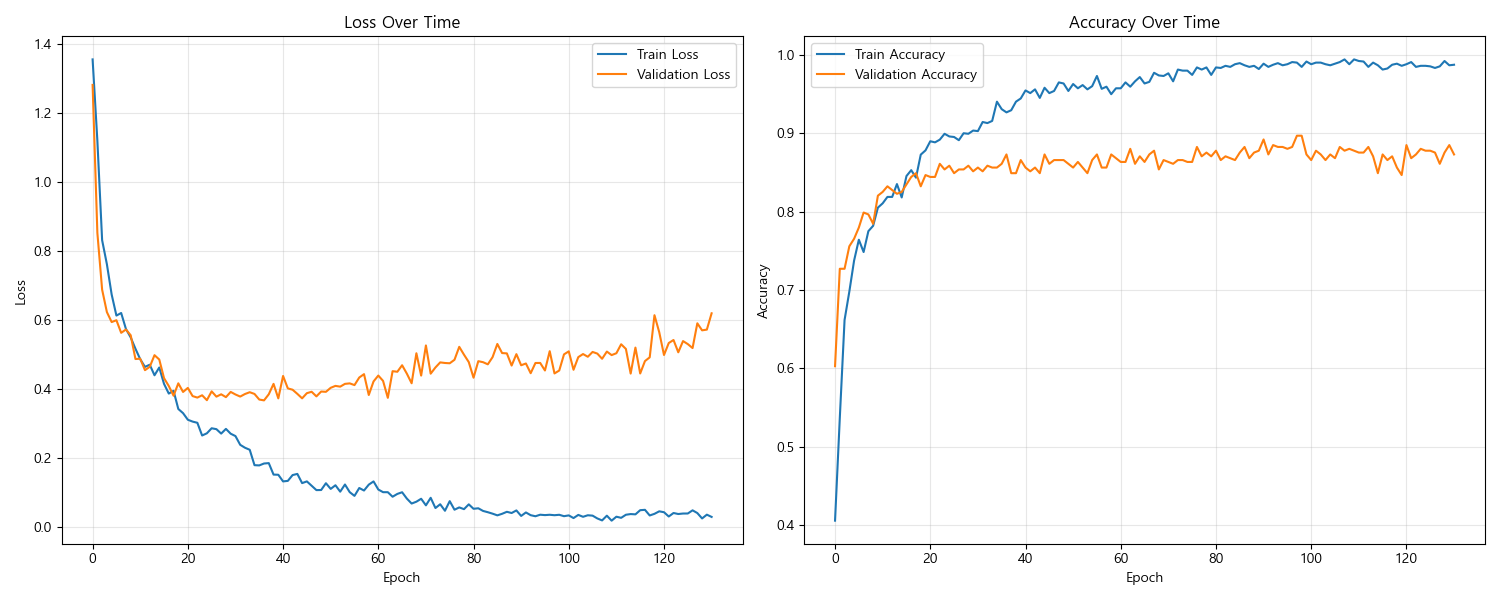 Loss Over Time
Train Loss
Validation Loss
1.4
1.2
1.0
0.8
0.6
0.4
0.2
0.0
Loss
0 20 40 60 80 100 120
Epoch
Accuracy Over Time
Train Accuracy
Validation Accuracy
1.0
0.9
0.8
0.7
0.6
0.5
0.4
Accuracy
0 20 40 60 80 100 120
Epoch